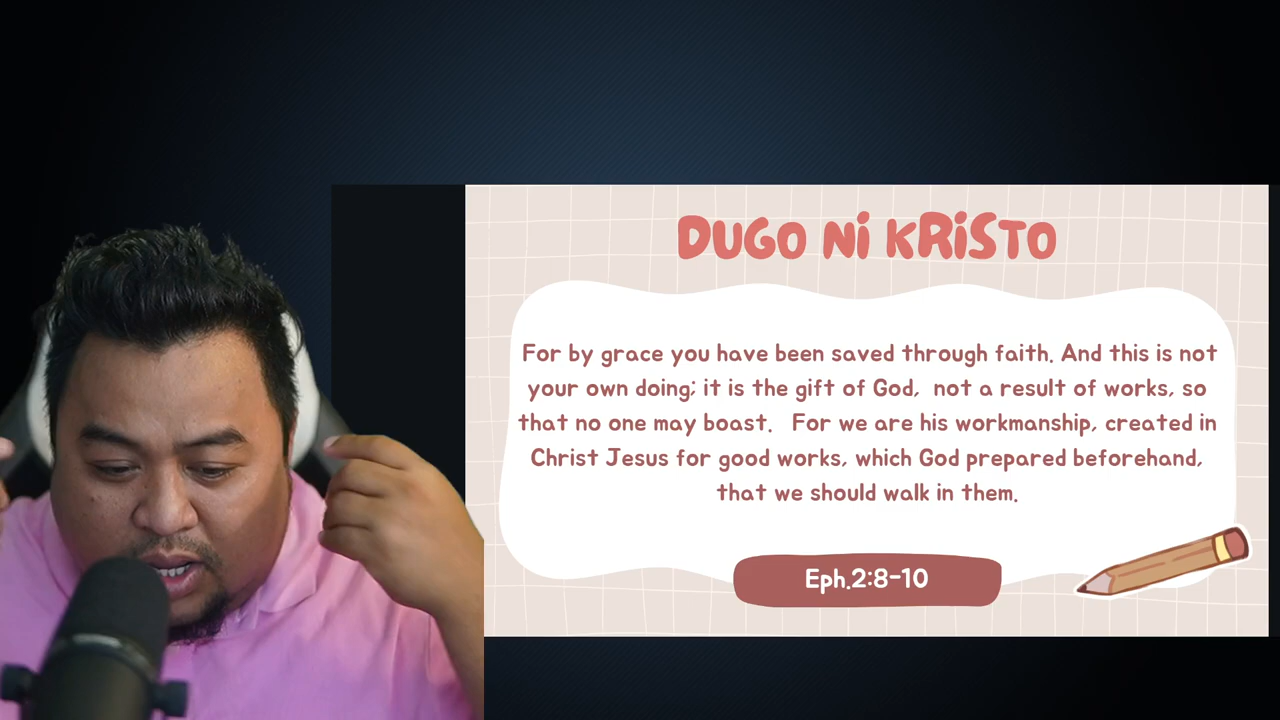 DUGO Ni KRiSTO
For by grace you have been saved through faith. And this is not
your own doing; it is the gift of God, not a result of works, so
that no one may boast. For we are his workmanship, created in
Christ Jesus for good works, which God prepared beforehand,
that we should walk in them.
Eph.2:8-10